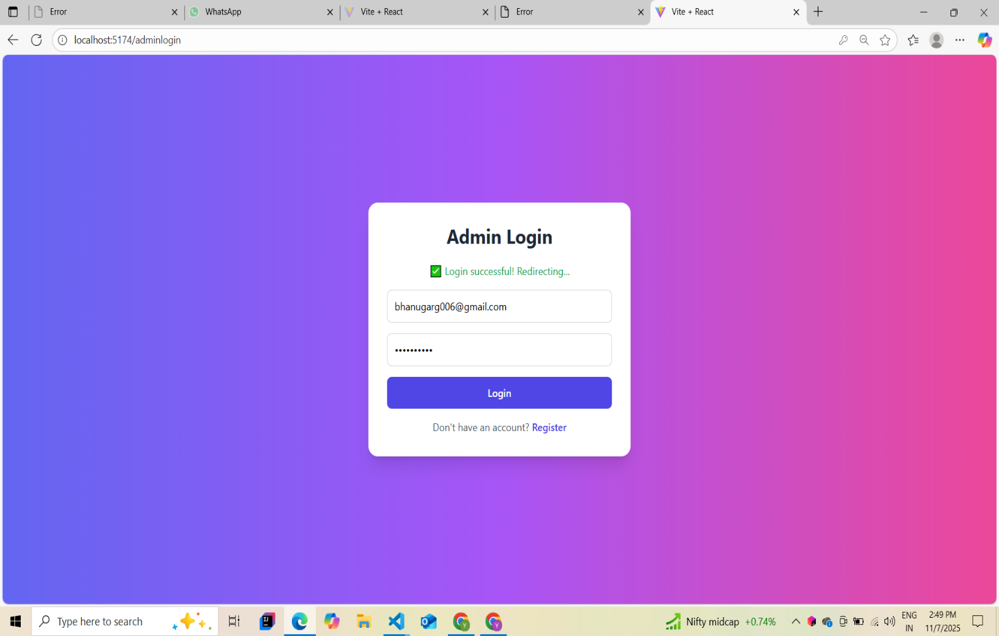 Error
WhatsApp
Vite + React
Error
Vite + React
localhost:5174/adminlogin
Admin Login
✅ Login successful! Redirecting...
bhanugarg006@gmail.com
••••••••••
Login
Don't have an account? Register
Type here to search
Nifty midcap +0.74%
ENG
IN
2:49 PM
11/7/2025